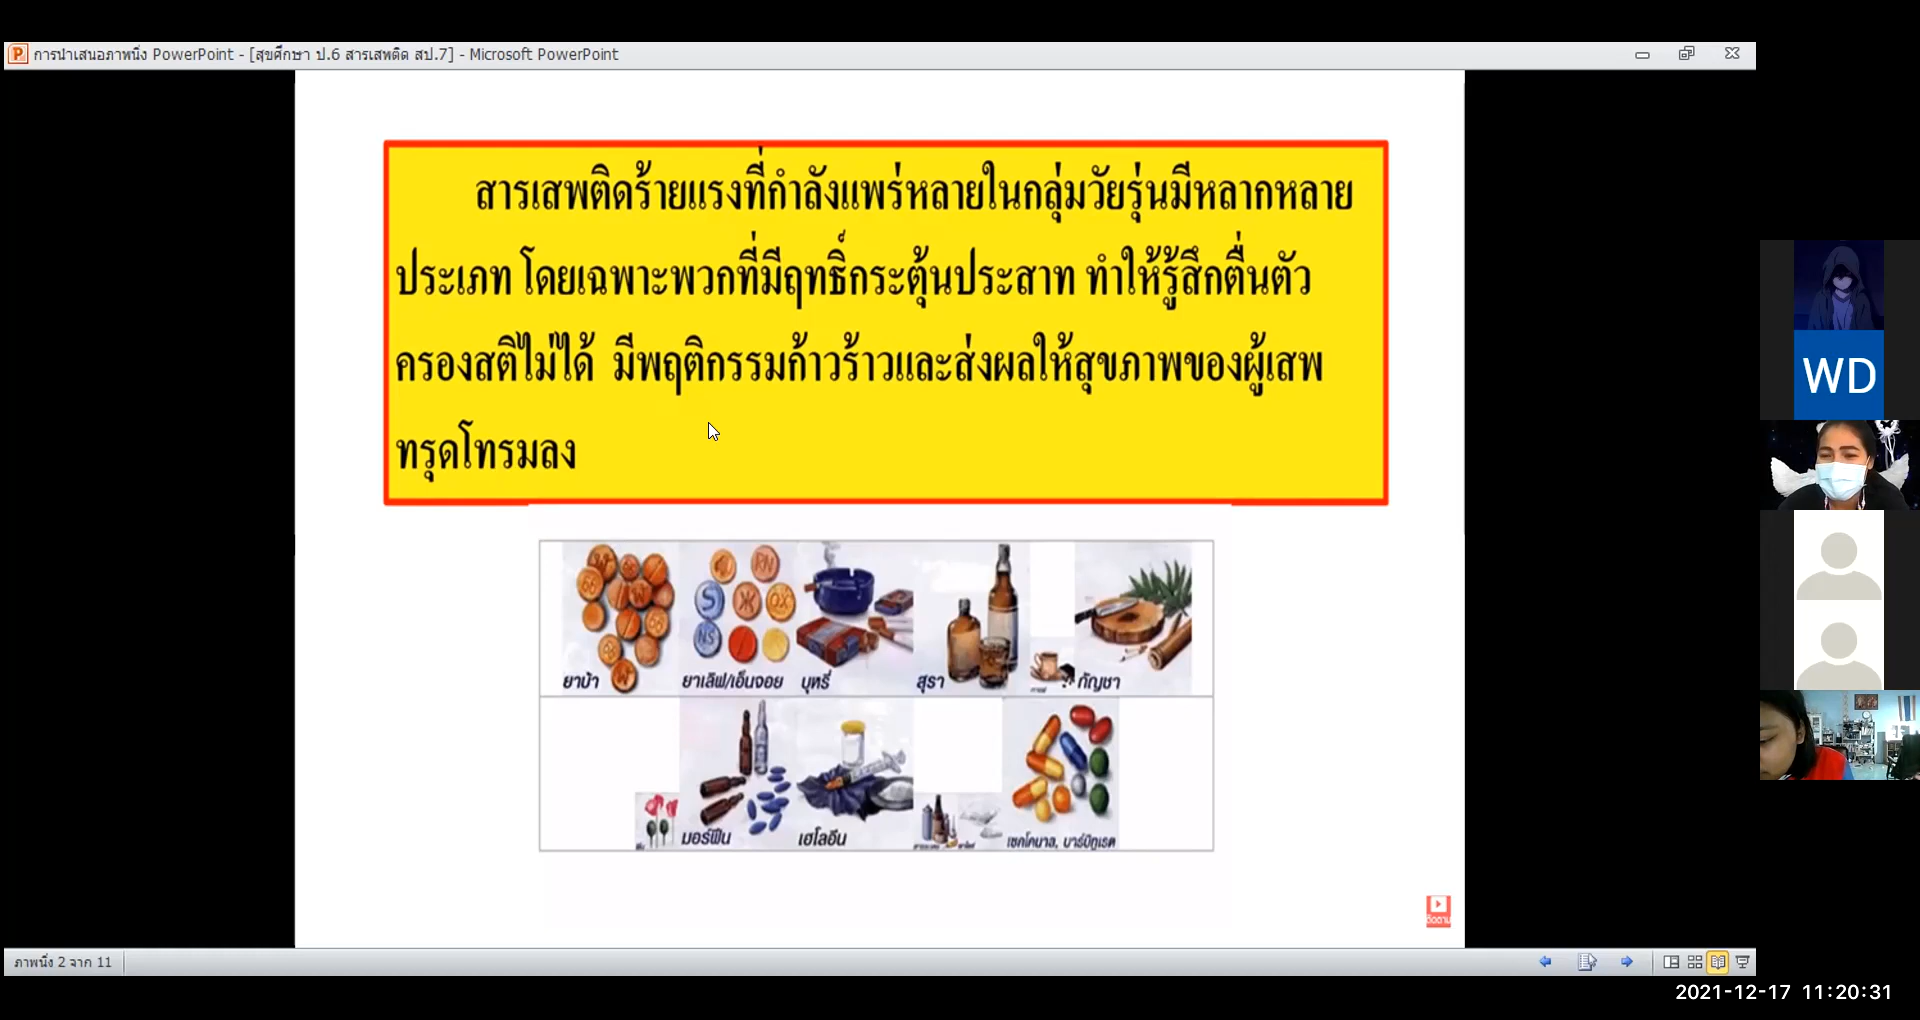 การนำเสนอภาพนิ่ง PowerPoint - [สุขศึกษา ป.6 สารเสพติด สป.7] - Microsoft PowerPoint
สารเสพติดร้ายแรงที่กำลังแพร่หลายในกลุ่มวัยรุ่นมีหลากหลาย
ประเภท โดยเฉพาะพวกที่มีฤทธิ์กระตุ้นประสาท ทำให้รู้สึกตื่นตัว
ครองสติไม่ได้ มีพฤติกรรมก้าวร้าวและส่งผลให้สุขภาพของผู้เสพ
ทรุดโทรมลง
WD
ยาบ้า ยาเลิฟ/เอ็นจอย บุหรี่ สุรา กัญชา
มอร์ฟีน เฮโลอีน เซกโคนาล, บาร์บิทูเรต
ติดตาม
ภาพนิ่ง 2 จาก 11
2021-12-17 11:20:31